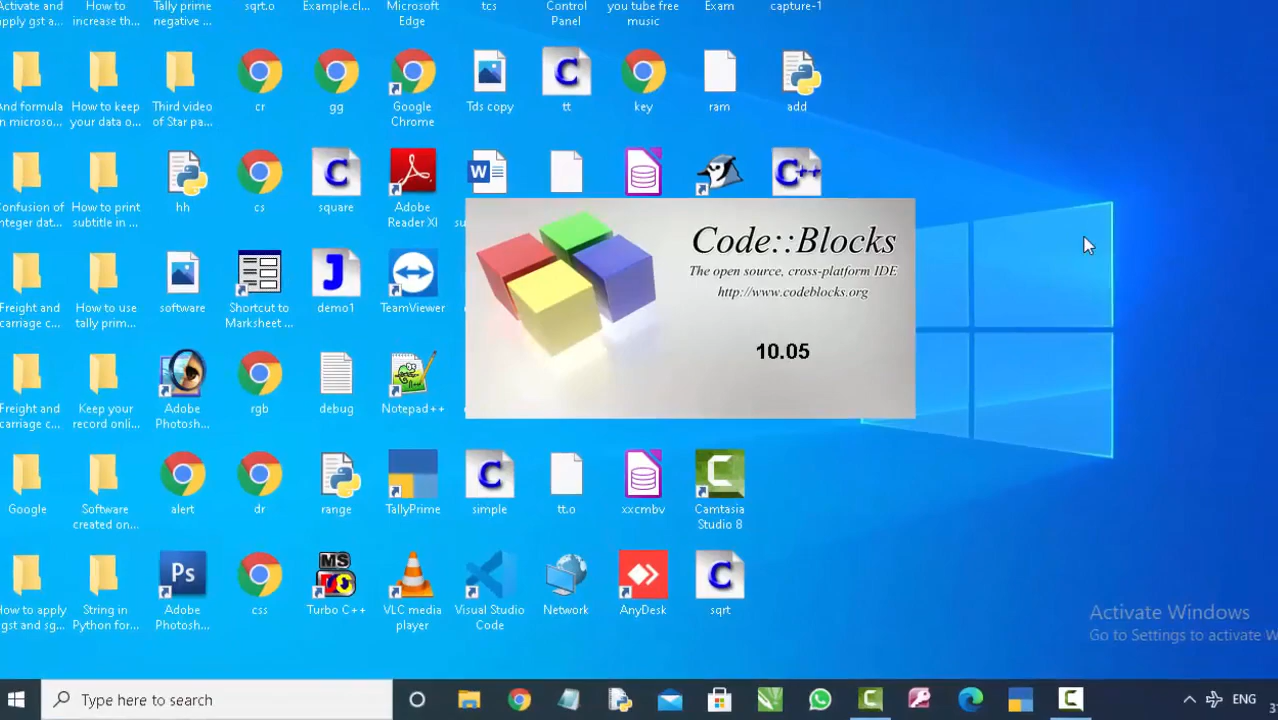 Activate and
apply gst a...
How to
increase th...
Tally prime
negative ...
sqrt.o
Example.cl...
Microsoft
Edge
tcs
Control
Panel
you tube free
music
Exam
capture-1
And formula
in microso...
How to keep
your data o...
Third video
of Star pa...
cr
gg
Google
Chrome
Tds copy
C
tt
key
ram
add
Confusion of
integer dat...
How to print
subtitle in ...
hh
cs
C
square
Adobe
Reader XI
W
su
C++
Code::Blocks
The open source, cross-platform IDE
http://www.codeblocks.org
10.05
Freight and
carriage c...
How to use
tally prim...
software
Shortcut to
Marksheet ...
J
demo1
TeamViewer
Freight and
carriage c...
Keep your
record onli...
Adobe
Photosh...
rgb
debug
Notepad++
Google
Software
created on...
alert
dr
range
TallyPrime
C
simple
tt.o
xxcmbv
C
Camtasia
Studio 8
How to apply
gst and sg...
String in
Python for...
Ps
Adobe
Photosh...
css
MS
Turbo C++
VLC media
player
Visual Studio
Code
Network
AnyDesk
C
sqrt
Activate Windows
Go to Settings to activate W
Type here to search
ENG